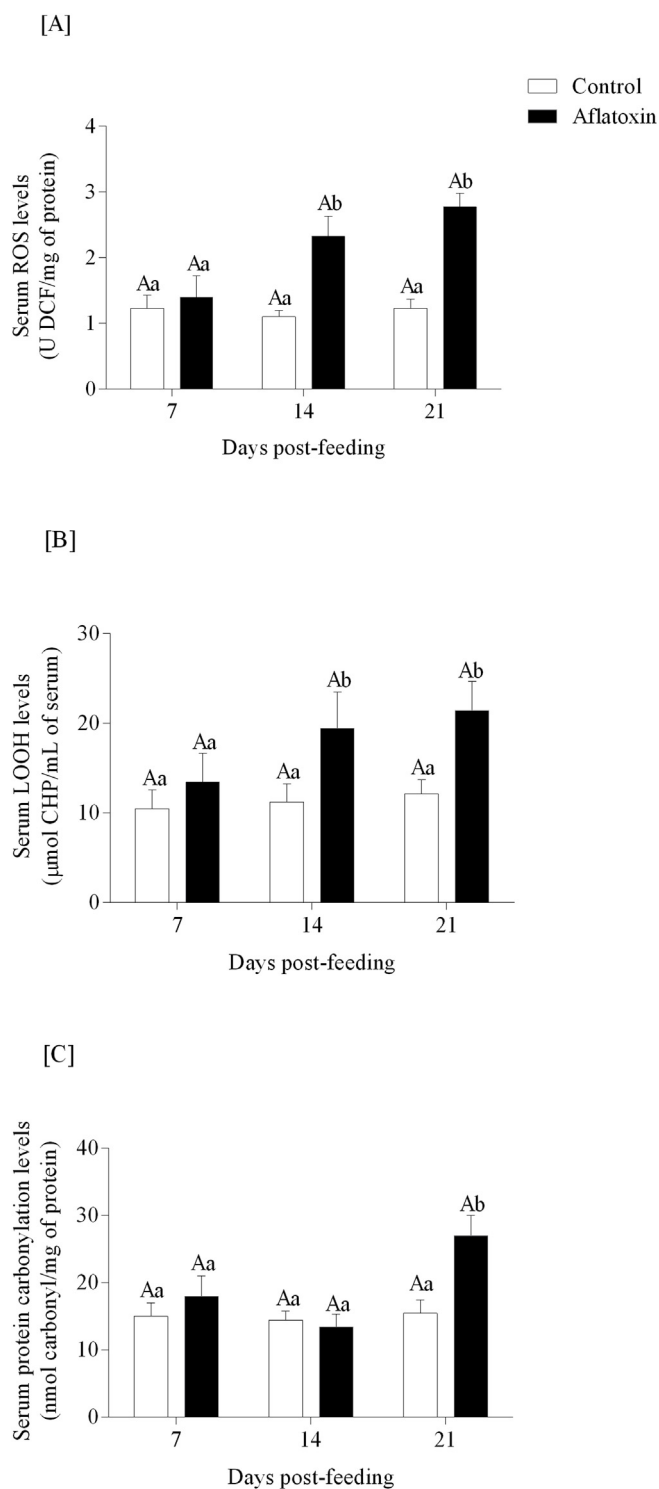 [A]
Control
Aflatoxin
Serum ROS levels
(U DCF/mg of protein)
4
3
2
1
0
Aa
Aa
Aa
Ab
Aa
Ab
7
14
21
Days post-feeding
[B]
Serum LOOH levels
(μmol CHP/mL of serum)
30
20
10
0
Aa
Aa
Aa
Ab
Aa
Ab
7
14
21
Days post-feeding
[C]
Serum protein carbonylation levels
(nmol carbonyl/mg of protein)
40
30
20
10
0
Aa
Aa
Aa
Aa
Aa
Ab
7
14
21
Days post-feeding